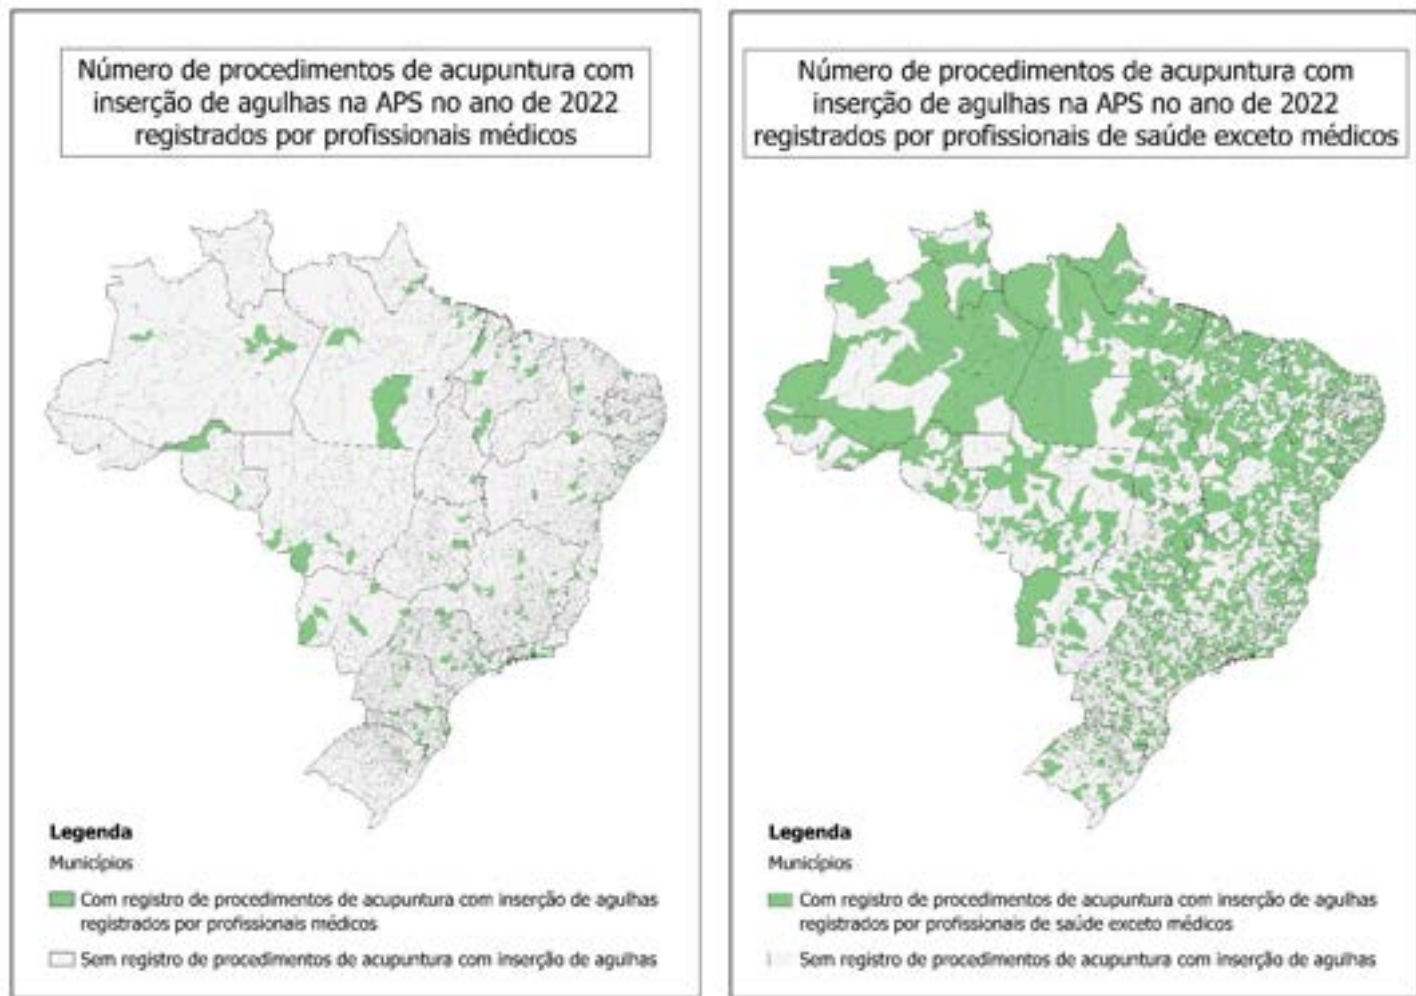 Número de procedimentos de acupuntura com
inserção de agulhas na APS no ano de 2022
registrados por profissionais médicos
Legenda
Municípios
Com registro de procedimentos de acupuntura com inserção de agulhas
registrados por profissionais médicos
Sem registro de procedimentos de acupuntura com inserção de agulhas
Número de procedimentos de acupuntura com
inserção de agulhas na APS no ano de 2022
registrados por profissionais de saúde exceto médicos
Legenda
Municípios
Com registro de procedimentos de acupuntura com inserção de agulhas
registrados por profissionais de saúde exceto médicos
Sem registro de procedimentos de acupuntura com inserção de agulhas